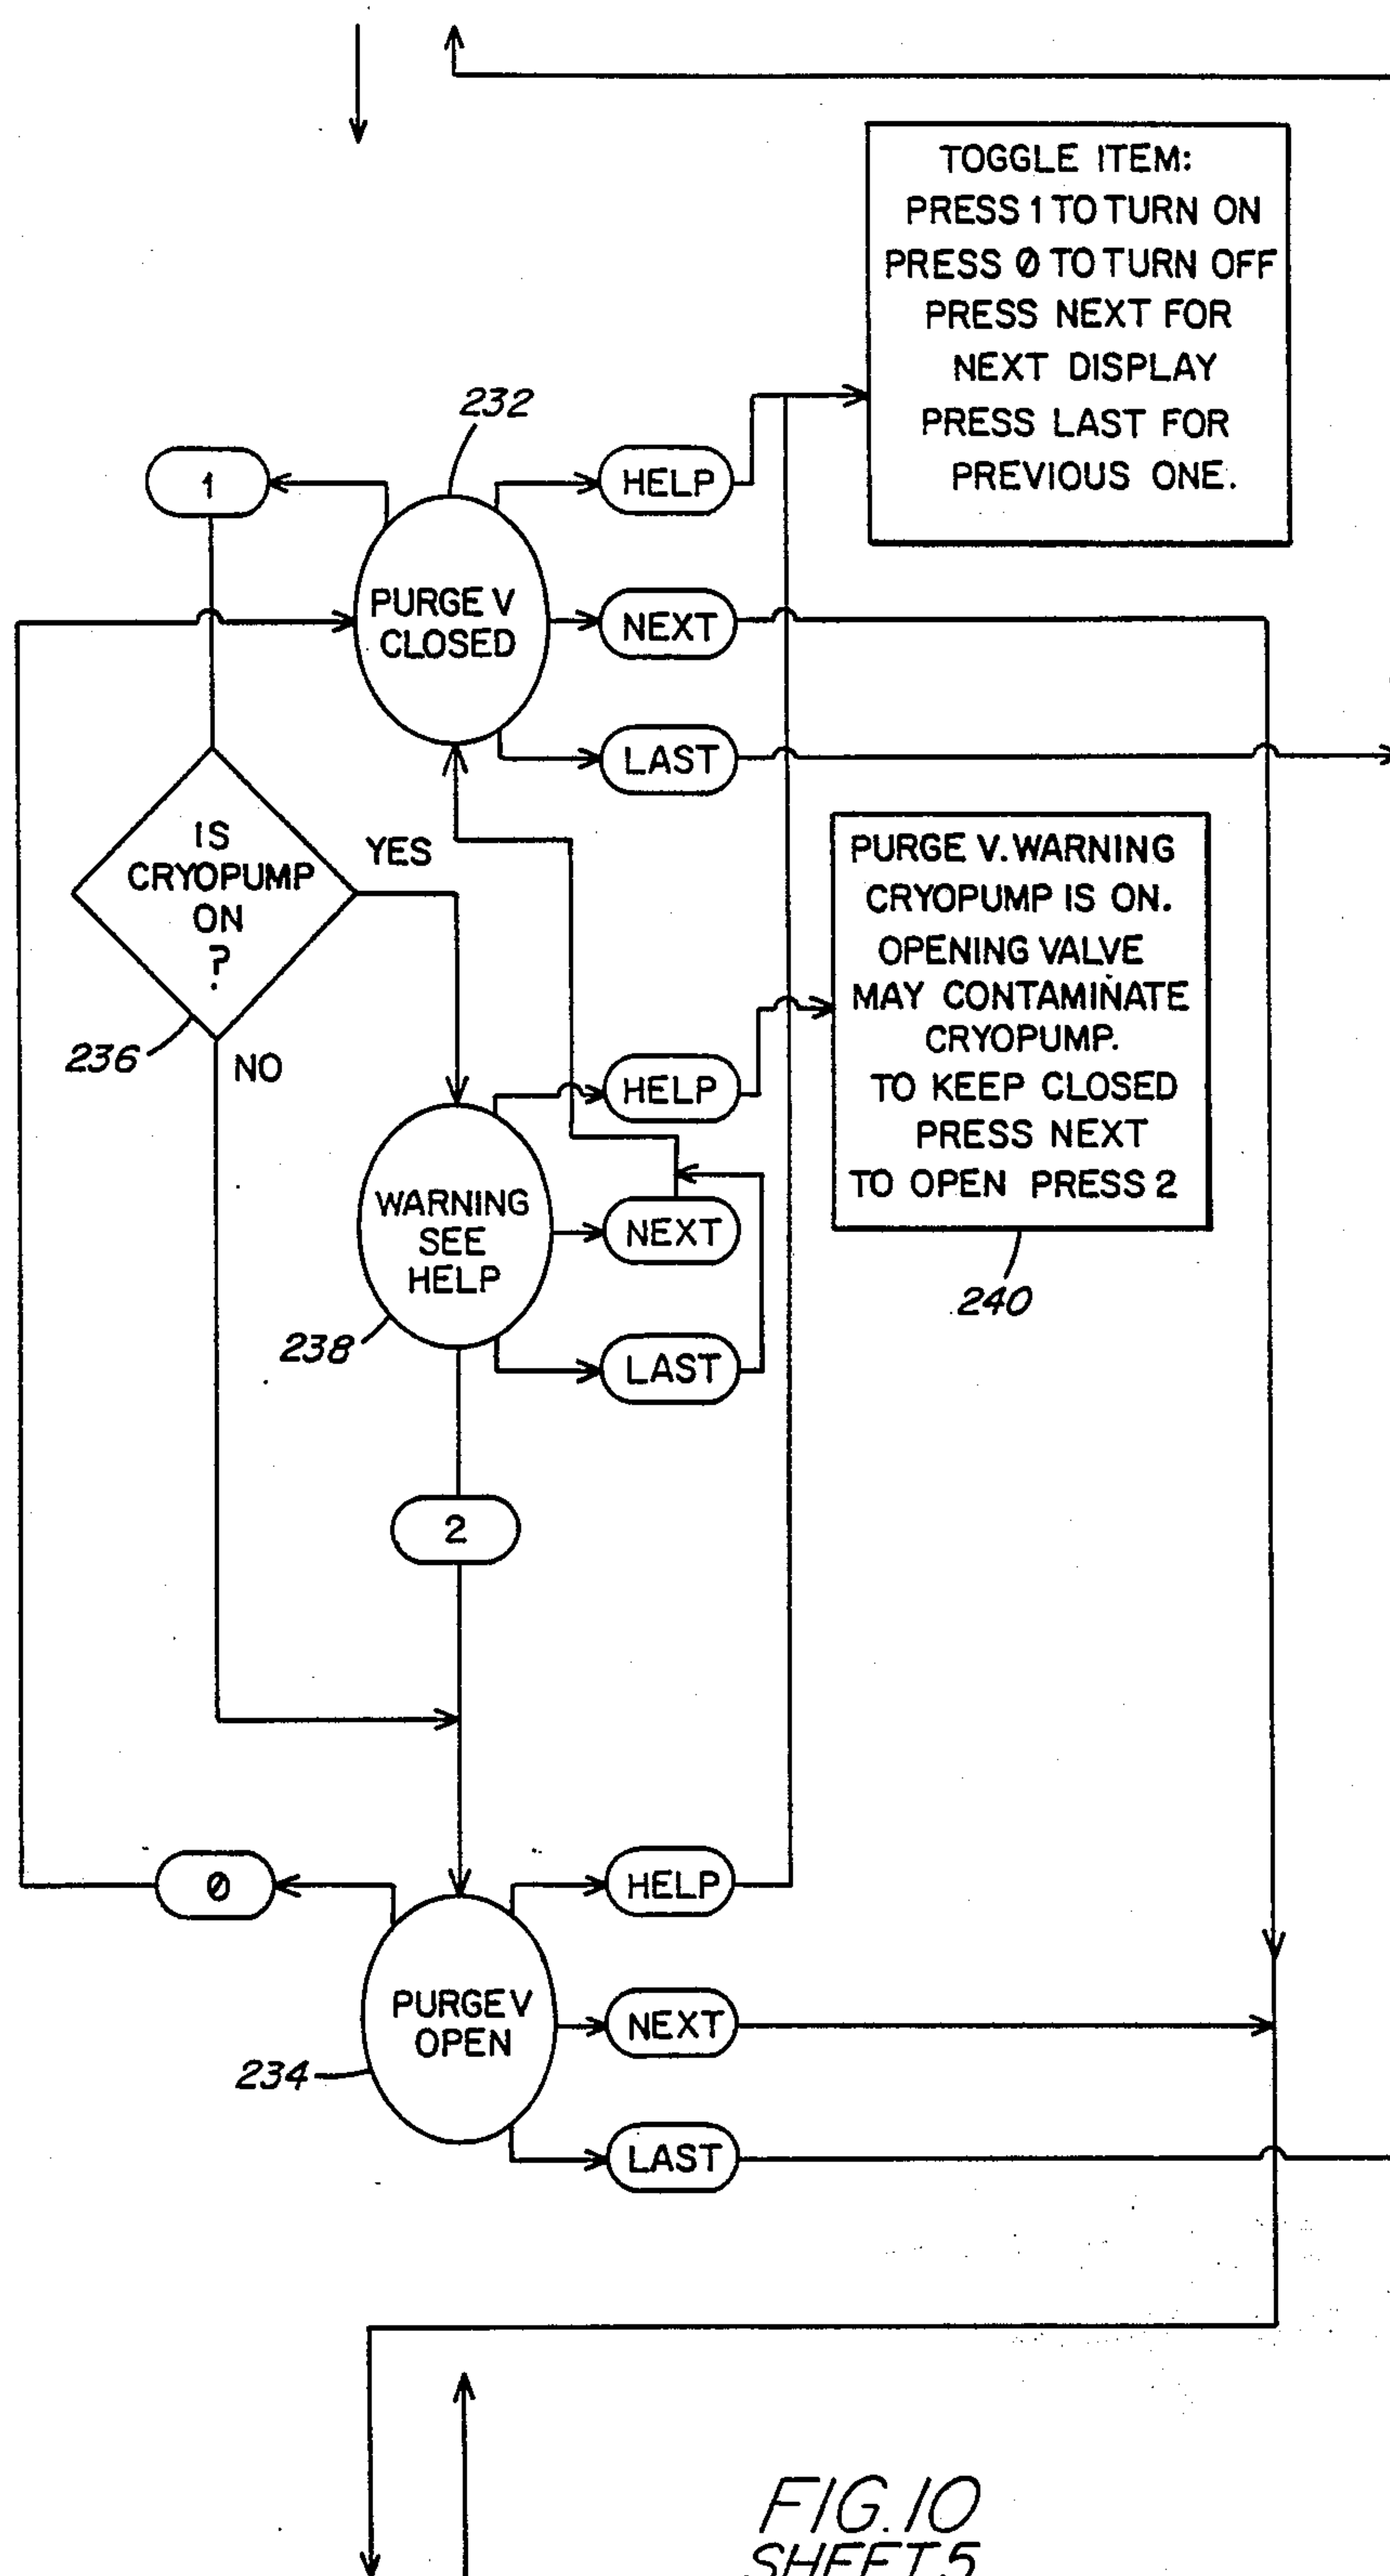 TOGGLE ITEM:
PRESS 1 TO TURN ON
PRESS Ø TO TURN OFF
PRESS NEXT FOR
NEXT DISPLAY
PRESS LAST FOR
PREVIOUS ONE.
232
1
HELP
PURGE V
CLOSED
NEXT
LAST
IS
CRYOPUMP
ON
?
YES
236
NO
PURGE V. WARNING
CRYOPUMP IS ON.
OPENING VALVE
MAY CONTAMINATE
CRYOPUMP.
TO KEEP CLOSED
PRESS NEXT
TO OPEN PRESS 2
240
HELP
WARNING
SEE
HELP
NEXT
238
LAST
2
Ø
HELP
PURGE V
OPEN
NEXT
234
LAST
FIG. 10
SHEET 5